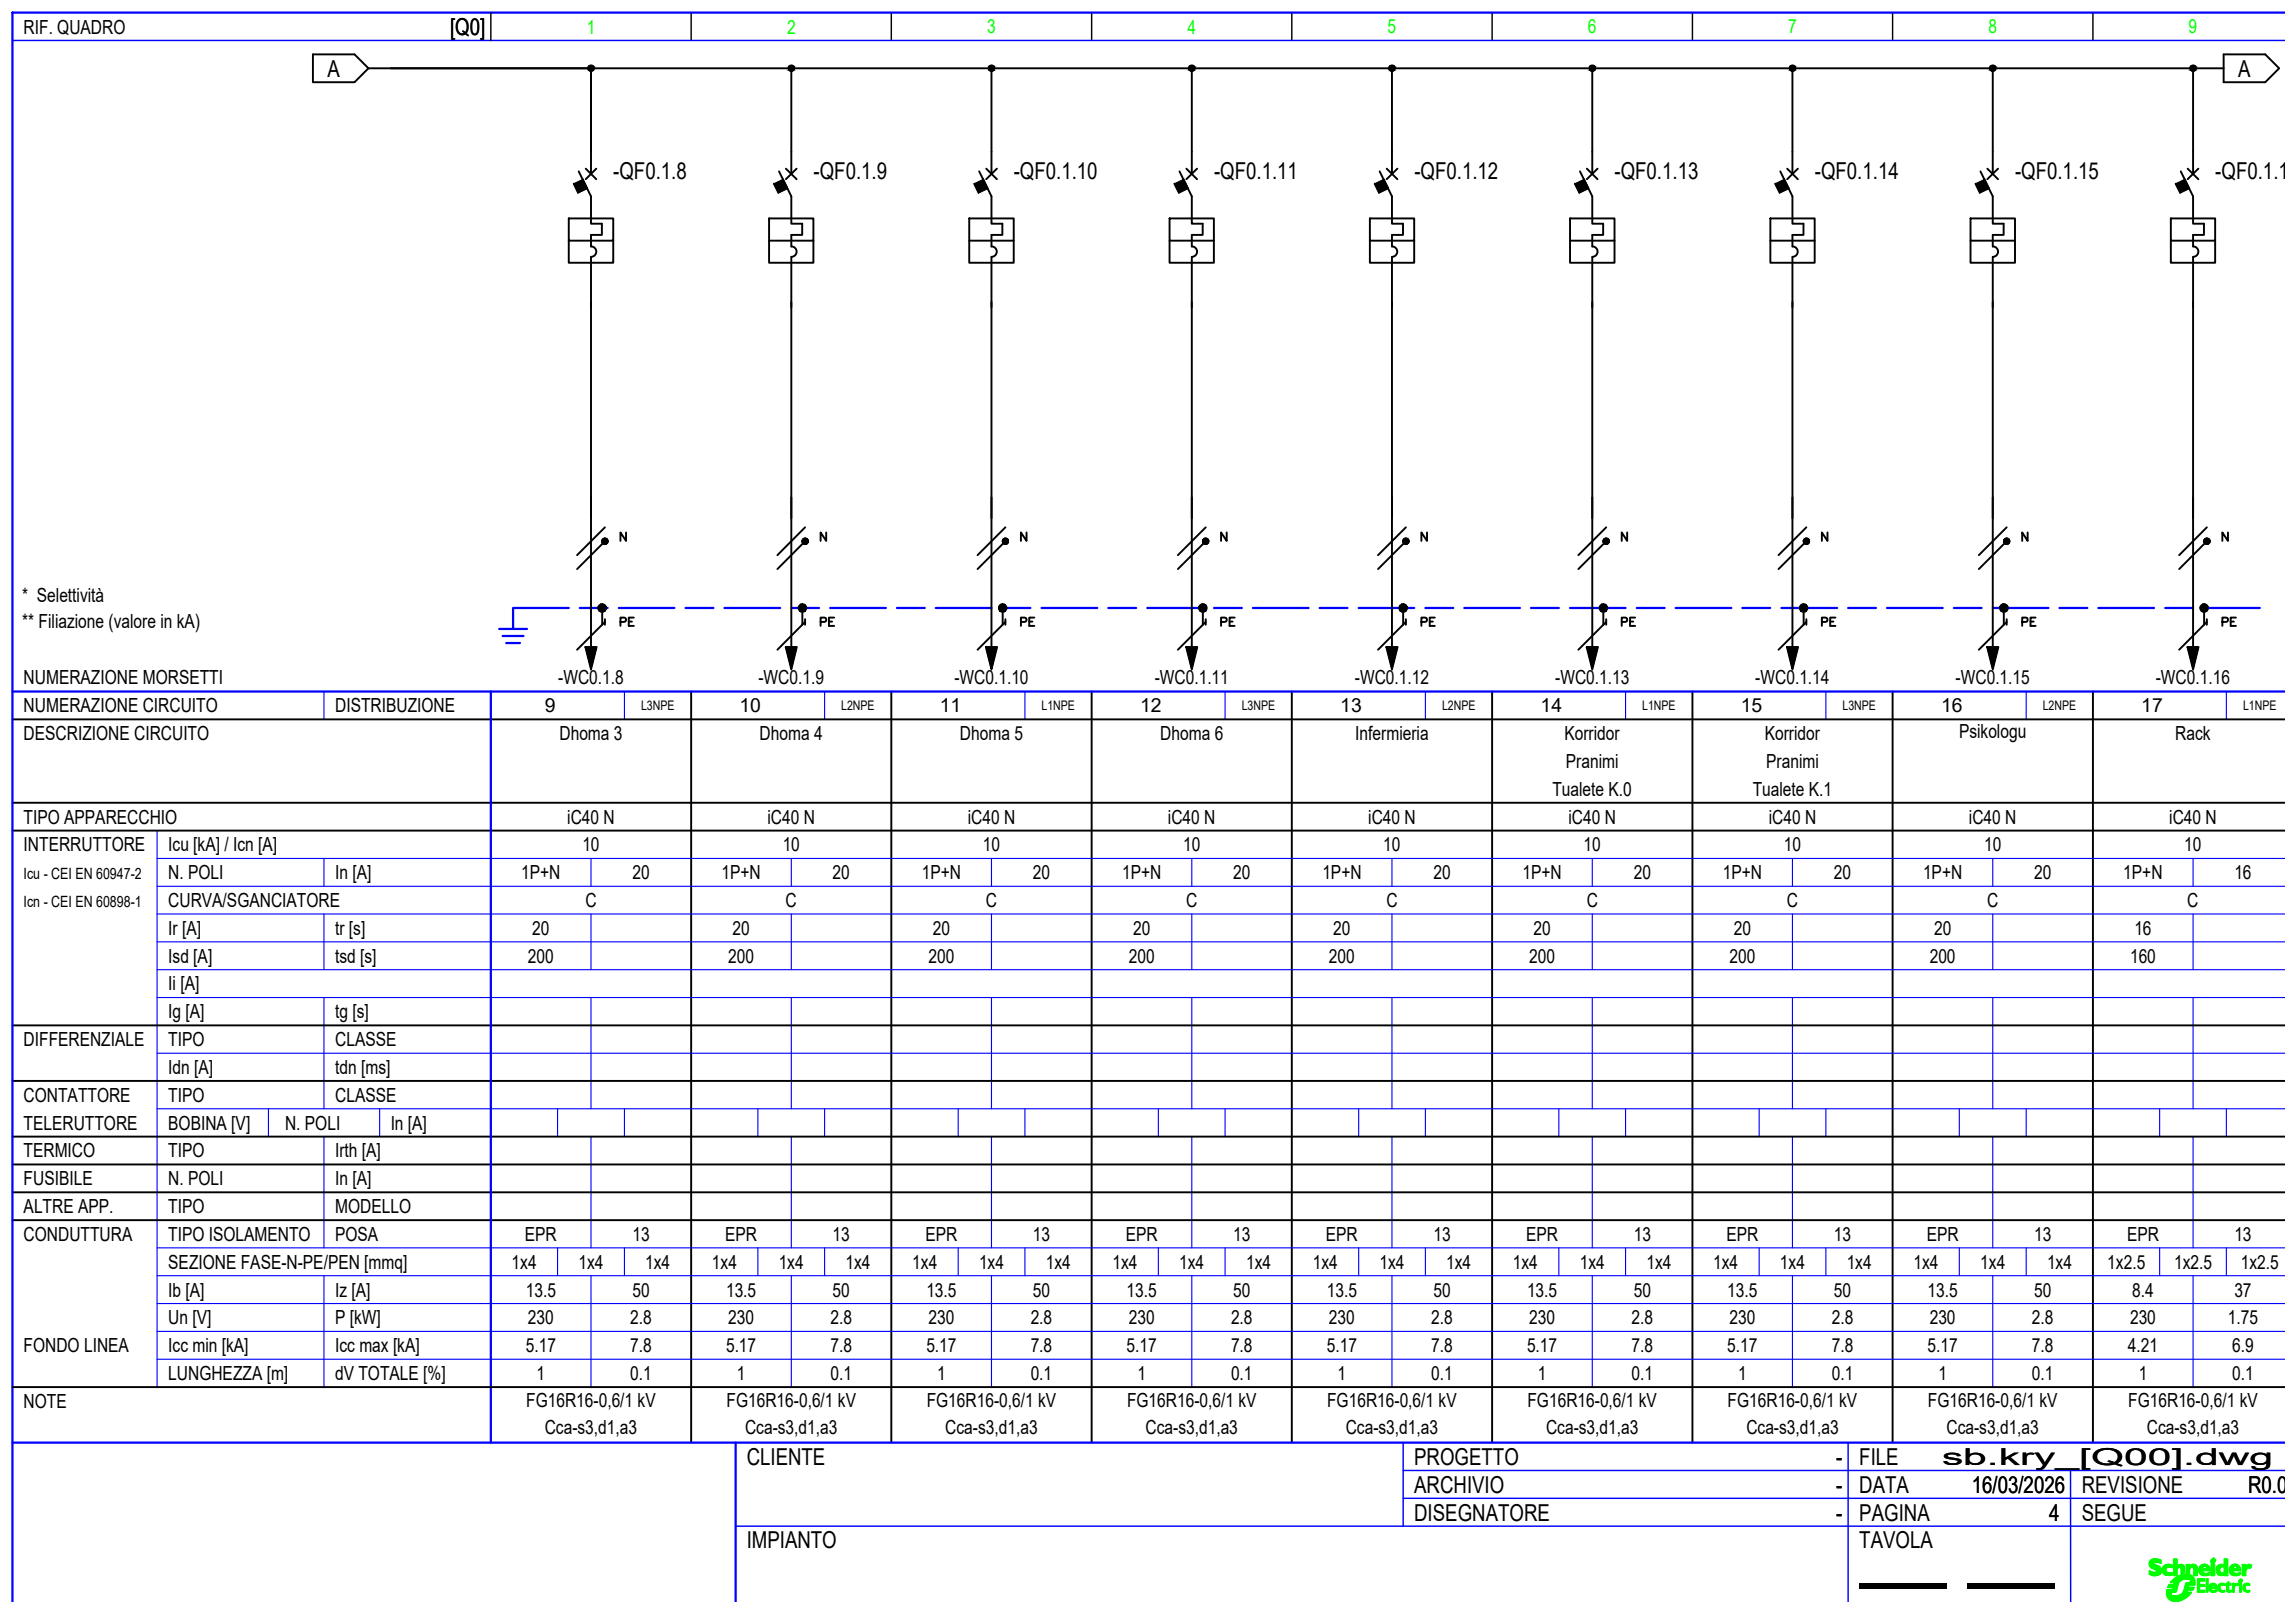 RIF. QUADRO [Q0] 1 2 3 4 5 6 7 8 9
A A
-QF0.1.8 -QF0.1.9 -QF0.1.10 -QF0.1.11 -QF0.1.12 -QF0.1.13 -QF0.1.14 -QF0.1.15 -QF0.1.1
N N N N N N N N N
* Selettività
** Filiazione (valore in kA)
PE PE PE PE PE PE PE PE PE
NUMERAZIONE MORSETTI -WC0.1.8 -WC0.1.9 -WC0.1.10 -WC0.1.11 -WC0.1.12 -WC0.1.13 -WC0.1.14 -WC0.1.15 -WC0.1.16
NUMERAZIONE CIRCUITO DISTRIBUZIONE 9 L3NPE 10 L2NPE 11 L1NPE 12 L3NPE 13 L2NPE 14 L1NPE 15 L3NPE 16 L2NPE 17 L1NPE
DESCRIZIONE CIRCUITO Dhoma 3 Dhoma 4 Dhoma 5 Dhoma 6 Infermieria Korridor Korridor Psikologu Rack
Pranimi Pranimi
Tualete K.0 Tualete K.1
TIPO APPARECCHIO iC40 N iC40 N iC40 N iC40 N iC40 N iC40 N iC40 N iC40 N iC40 N
INTERRUTTORE Icu [kA] / Icn [A] 10 10 10 10 10 10 10 10 10
Icu - CEI EN 60947-2 N. POLI In [A] 1P+N 20 1P+N 20 1P+N 20 1P+N 20 1P+N 20 1P+N 20 1P+N 20 1P+N 20 1P+N 16
Icn - CEI EN 60898-1 CURVA/SGANCIATORE C C C C C C C C C
Ir [A] tr [s] 20 20 20 20 20 20 20 20 16
Isd [A] tsd [s] 200 200 200 200 200 200 200 200 160
Ii [A]
Ig [A] tg [s]
DIFFERENZIALE TIPO CLASSE
Idn [A] tdn [ms]
CONTATTORE TIPO CLASSE
TELERUTTORE BOBINA [V] N. POLI In [A]
TERMICO TIPO Irth [A]
FUSIBILE N. POLI In [A]
ALTRE APP. TIPO MODELLO
CONDUTTURA TIPO ISOLAMENTO POSA EPR 13 EPR 13 EPR 13 EPR 13 EPR 13 EPR 13 EPR 13 EPR 13 EPR 13
SEZIONE FASE-N-PE/PEN [mmq] 1x4 1x4 1x4 1x4 1x4 1x4 1x4 1x4 1x4 1x4 1x4 1x4 1x4 1x4 1x4 1x4 1x4 1x4 1x4 1x4 1x4 1x4 1x4 1x4 1x2.5 1x2.5 1x2.5
Ib [A] Iz [A] 13.5 50 13.5 50 13.5 50 13.5 50 13.5 50 13.5 50 13.5 50 13.5 50 8.4 37
Un [V] P [kW] 230 2.8 230 2.8 230 2.8 230 2.8 230 2.8 230 2.8 230 2.8 230 2.8 230 1.75
FONDO LINEA Icc min [kA] Icc max [kA] 5.17 7.8 5.17 7.8 5.17 7.8 5.17 7.8 5.17 7.8 5.17 7.8 5.17 7.8 5.17 7.8 4.21 6.9
LUNGHEZZA [m] dV TOTALE [%] 1 0.1 1 0.1 1 0.1 1 0.1 1 0.1 1 0.1 1 0.1 1 0.1 1 0.1
NOTE FG16R16-0,6/1 kV FG16R16-0,6/1 kV FG16R16-0,6/1 kV FG16R16-0,6/1 kV FG16R16-0,6/1 kV FG16R16-0,6/1 kV FG16R16-0,6/1 kV FG16R16-0,6/1 kV FG16R16-0,6/1 kV
Cca-s3,d1,a3 Cca-s3,d1,a3 Cca-s3,d1,a3 Cca-s3,d1,a3 Cca-s3,d1,a3 Cca-s3,d1,a3 Cca-s3,d1,a3 Cca-s3,d1,a3 Cca-s3,d1,a3
CLIENTE PROGETTO - FILE sb.kry_[Q00].dwg
ARCHIVIO - DATA 16/03/2026 REVISIONE R0.0
DISEGNATORE - PAGINA 4 SEGUE
IMPIANTO TAVOLA
Schneider
Electric